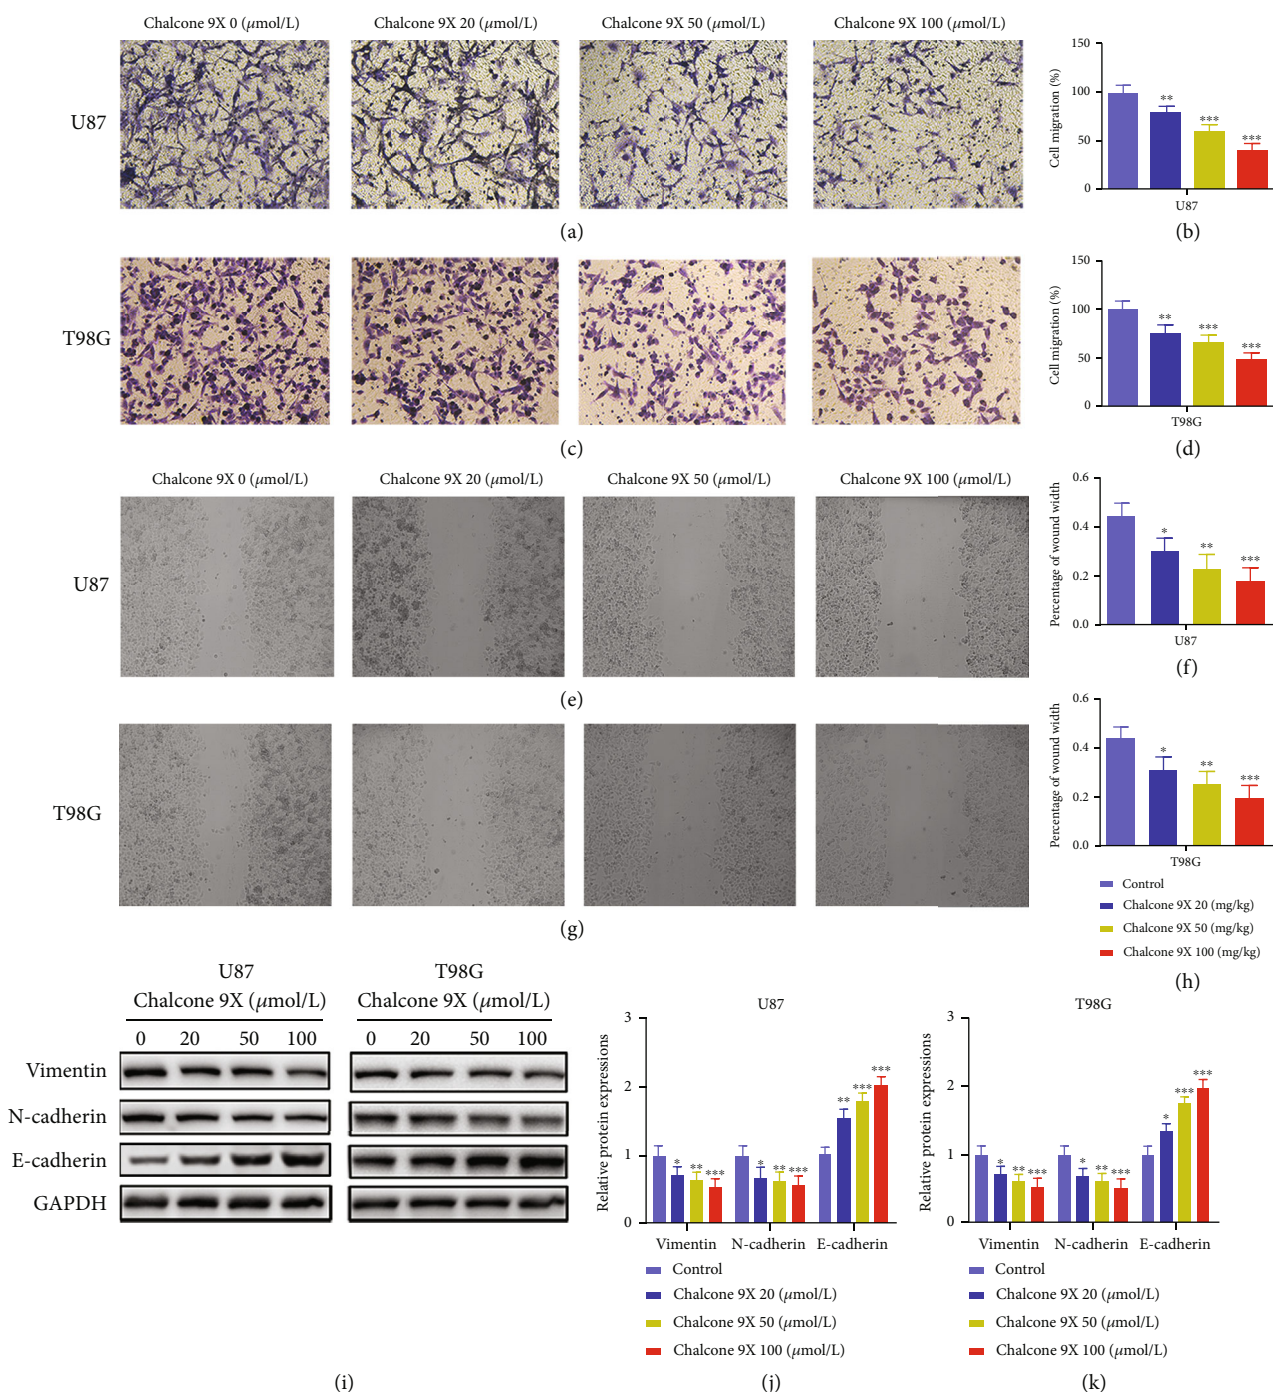 Chalcone 9X 0 (μmol/L) Chalcone 9X 20 (μmol/L) Chalcone 9X 50 (μmol/L) Chalcone 9X 100 (μmol/L)
U87
(a)
Cell migration (%)
150
100
50
0
**
***
***
U87
(b)
T98G
(c)
Cell migration (%)
150
100
50
0
**
***
***
T98G
(d)
Chalcone 9X 0 (μmol/L) Chalcone 9X 20 (μmol/L) Chalcone 9X 50 (μmol/L) Chalcone 9X 100 (μmol/L)
U87
(e)
Percentage of wound width
0.6
0.4
0.2
0.0
*
**
***
U87
(f)
T98G
(g)
Percentage of wound width
0.6
0.4
0.2
0.0
*
**
***
T98G
Control
Chalcone 9X 20 (mg/kg)
Chalcone 9X 50 (mg/kg)
Chalcone 9X 100 (mg/kg)
(h)
U87 T98G
Chalcone 9X (μmol/L) Chalcone 9X (μmol/L)
0 20 50 100 0 20 50 100
Vimentin
N-cadherin
E-cadherin
GAPDH
(i)
U87
Relative protein expressions
3
2
1
0
* ** *** * ** *** ** *** ***
Vimentin N-cadherin E-cadherin
Control
Chalcone 9X 20 (μmol/L)
Chalcone 9X 50 (μmol/L)
Chalcone 9X 100 (μmol/L)
(j)
T98G
Relative protein expressions
3
2
1
0
* ** *** * ** *** * *** ***
Vimentin N-cadherin E-cadherin
Control
Chalcone 9X 20 (μmol/L)
Chalcone 9X 50 (μmol/L)
Chalcone 9X 100 (μmol/L)
(k)